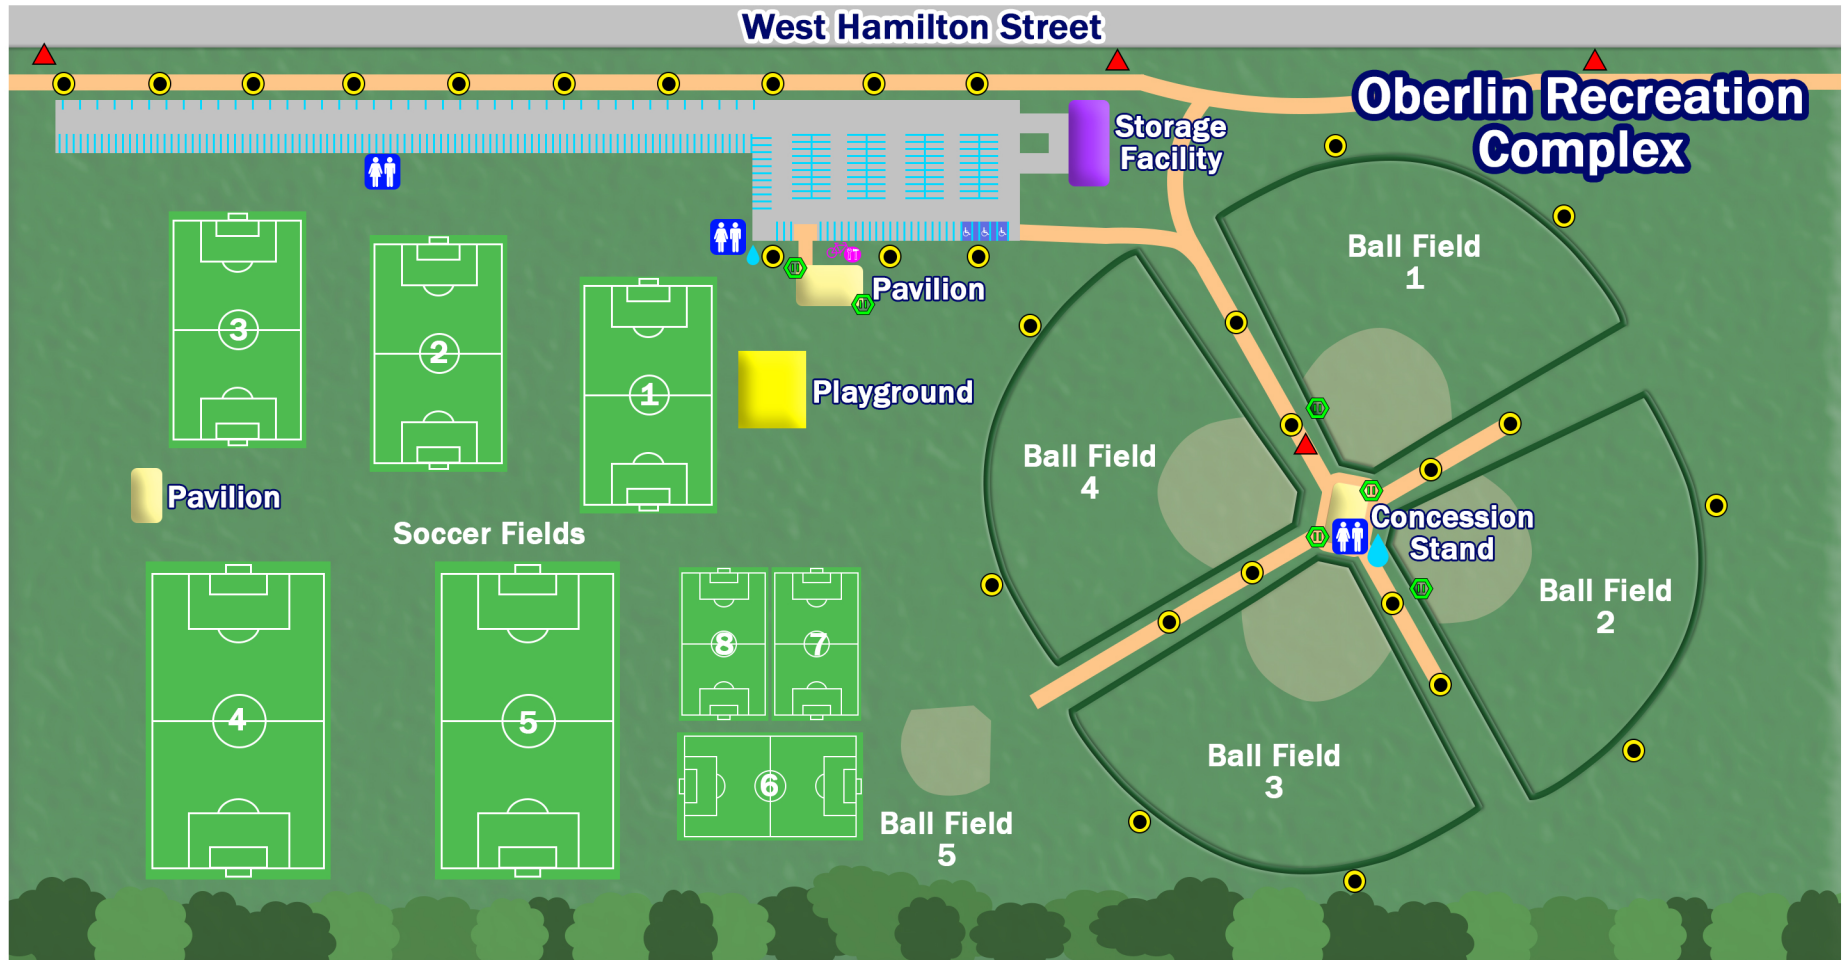 West Hamilton Street
Oberlin Recreation
Complex
Storage
Facility
Ball Field
1
Pavilion
3
2
1
Playground
Ball Field
4
Pavilion
Soccer Fields
Concession
Stand
Ball Field
2
8
7
4
5
6
Ball Field
3
Ball Field
5